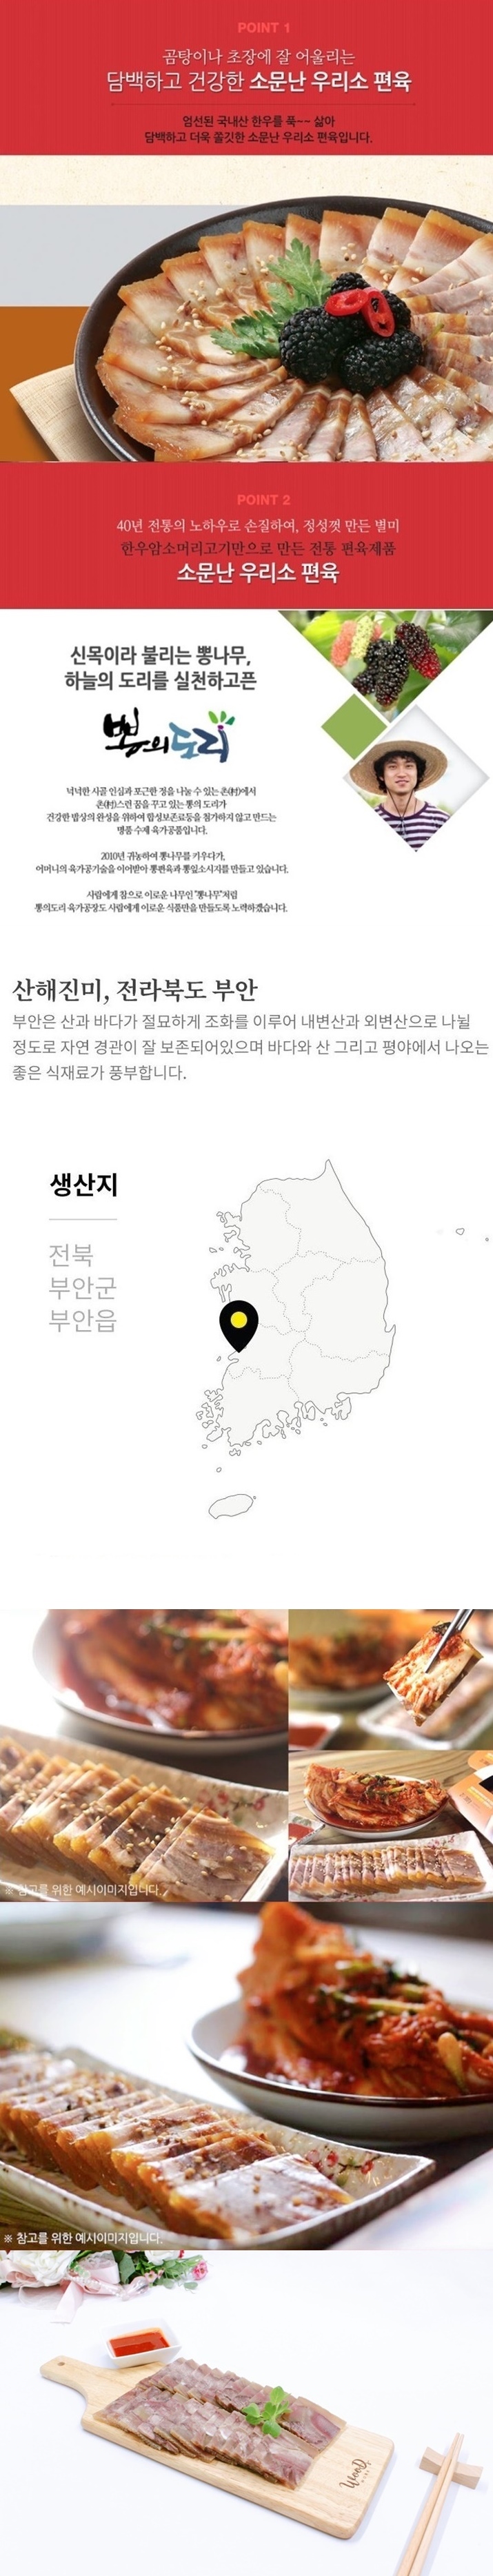 POINT 1
곰탕이나 초장에 잘 어울리는
담백하고 건강한 소문난 우리소 편육
엄선된 국내산 한우를 푹~~ 삶아
담백하고 더욱 쫄깃한 소문난 우리소 편육입니다.
POINT 2
40년 전통의 노하우로 손질하여, 정성껏 만든 별미
한우암소머리고기만으로 만든 전통 편육제품
소문난 우리소 편육
신목이라 불리는 뽕나무,
하늘의 도리를 실천하고픈
뽕의도리
넉넉한 시골 인심과 포근한 정을 나눌 수 있는 촌(村)에서
촌(村)스런 꿈을 꾸고 있는 뽕의 도리가
건강한 밥상의 완성을 위하여 합성보존료등을 첨가하지 않고 만드는
명품 수제 육가공품입니다.
2010년 귀농하여 뽕나무를 키우다가,
어머니의 육가공기술을 이어받아 뽕편육과 뽕잎소시지를 만들고 있습니다.
사람에게 참으로 이로운 나무인 "뽕나무"처럼
뽕의도리 육가공장도 사람에게 이로운 식품만을 만들도록 노력하겠습니다.
산해진미, 전라북도 부안
부안은 산과 바다가 절묘하게 조화를 이루어 내변산과 외변산으로 나뉠
정도로 자연 경관이 잘 보존되어있으며 바다와 산 그리고 평야에서 나오는
좋은 식재료가 풍부합니다.
생산지
전북
부안군
부안읍
※ 참고를 위한 예시이미지입니다.
※ 참고를 위한 예시이미지입니다.
WooD